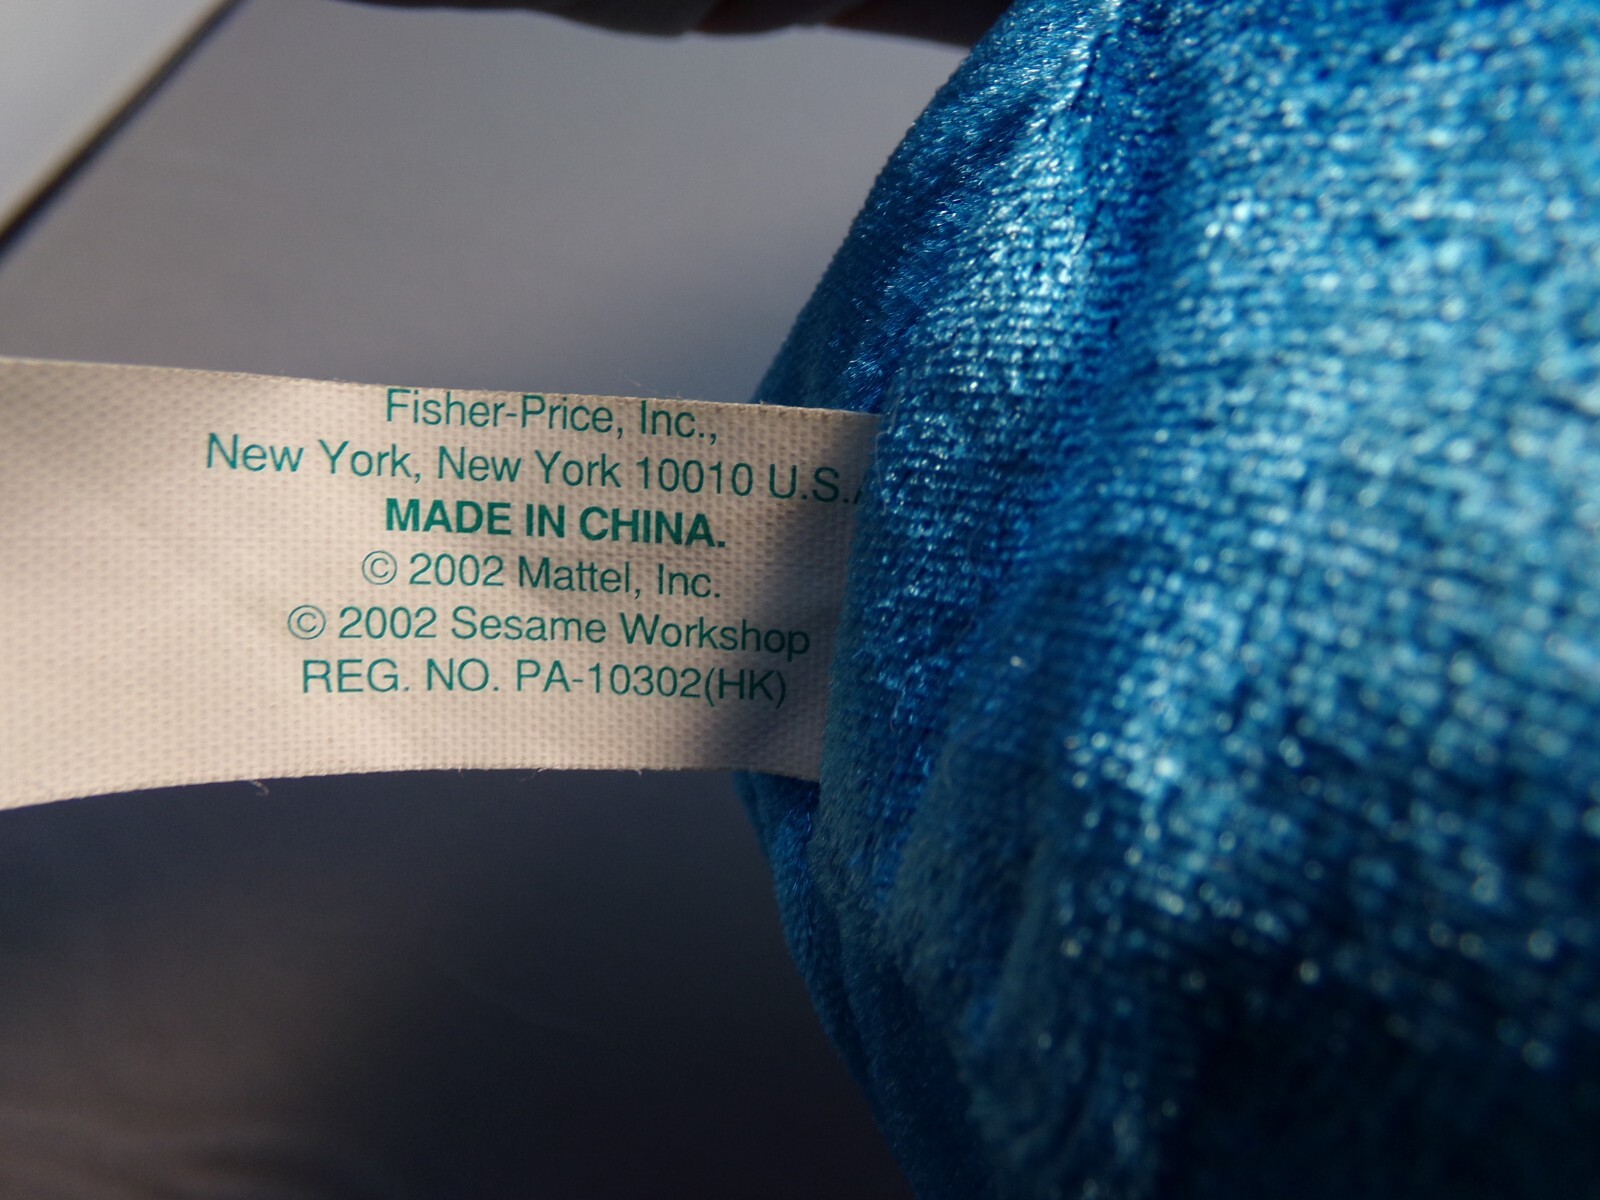 Fisher-Price, Inc.,
New York, New York 10010 U.S.A
MADE IN CHINA.
© 2002 Mattel, Inc.
© 2002 Sesame Workshop
REG. NO. PA-10302(HK)